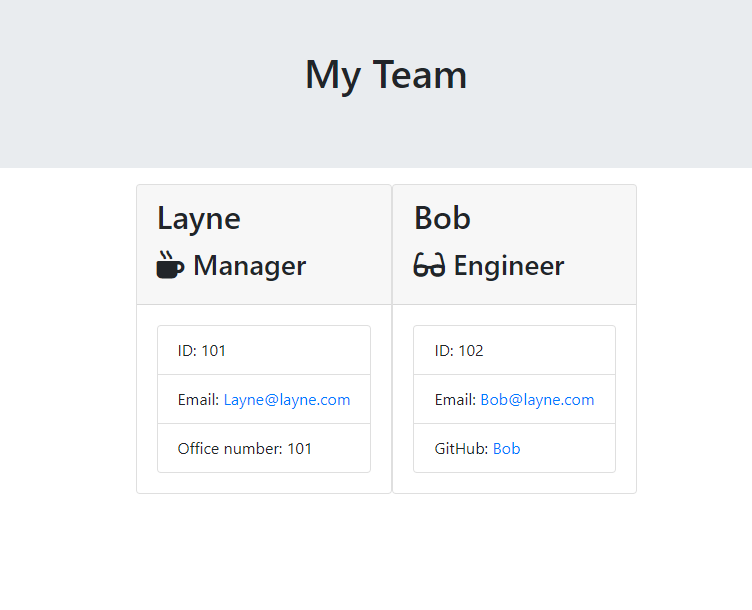 My Team
Layne
Manager
ID: 101
Email: Layne@layne.com
Office number: 101
Bob
Engineer
ID: 102
Email: Bob@layne.com
GitHub: Bob